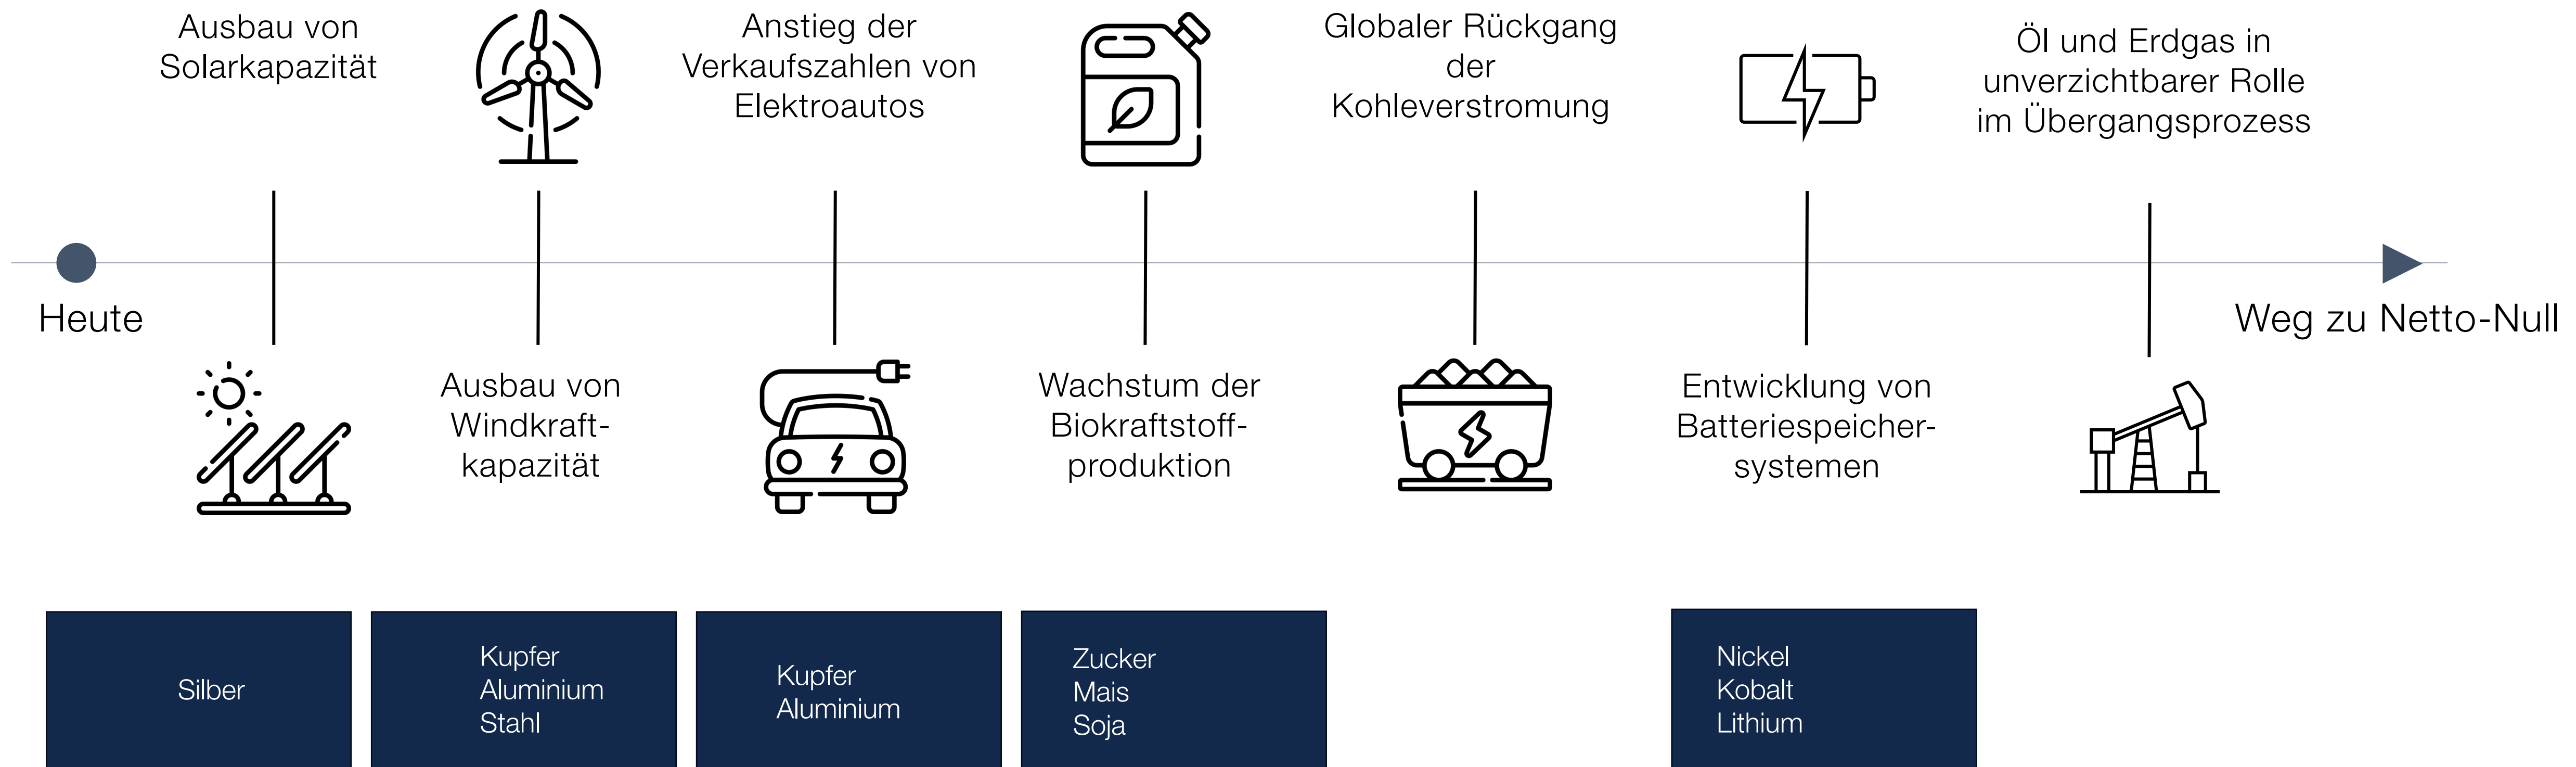 Ausbau von
Solarkapazität
Anstieg der
Verkaufszahlen von
Elektroautos
Globaler Rückgang
der
Kohleverstromung
Öl und Erdgas in
unverzichtbarer Rolle
im Übergangsprozess
Heute
Weg zu Netto-Null
Ausbau von
Windkraft-
kapazität
Wachstum der
Biokraftstoff-
produktion
Entwicklung von
Batteriespeicher-
systemen
Silber
Kupfer
Aluminium
Stahl
Kupfer
Aluminium
Zucker
Mais
Soja
Nickel
Kobalt
Lithium